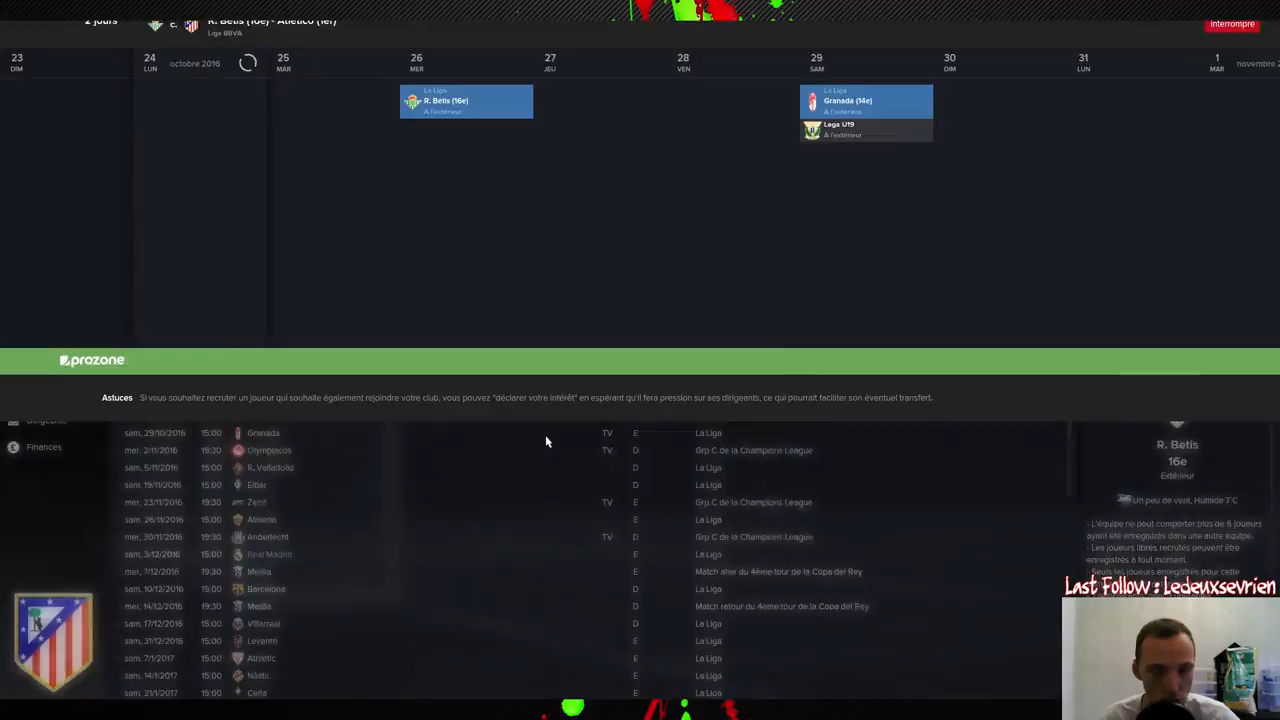 2 jours
R. Betis (16e) - Atlético (1er)
Liga BBVA
Interrompre
23 24 25 26 27 28 29 30 31 1
DIM LUN octobre 2016 MAR MER JEU VEN SAM DIM LUN MAR novembre 2
La Liga
R. Betis (16e)
À l'extérieur
La Liga
Granada (14e)
À l'extérieur
Lega U19
À l'extérieur
prozone
Astuces Si vous souhaitez recruter un joueur qui souhaite également rejoindre votre club, vous pouvez "déclarer votre intérêt" en espérant qu'il fera pression sur ses dirigeants, ce qui pourrait faciliter son éventuel transfert.
Dirigeants
Finances
sam, 29/10/2016 15:00 Granada TV E La Liga
mer, 2/11/2016 19:30 Olympiacos TV D Grp C de la Champions League
sam, 5/11/2016 15:00 R. Valladolid D La Liga
sam, 19/11/2016 15:00 Eibar D La Liga
mer, 23/11/2016 19:30 Zenit TV E Grp C de la Champions League
sam, 26/11/2016 15:00 Almería E La Liga
mer, 30/11/2016 19:30 Anderlecht TV D Grp C de la Champions League
sam, 3/12/2016 15:00 Real Madrid E La Liga
mer, 7/12/2016 19:30 Melilla E Match aller du 4ème tour de la Copa del Rey
sam, 10/12/2016 15:00 Barcelona D La Liga
mer, 14/12/2016 19:30 Melilla D Match retour du 4ème tour de la Copa del Rey
sam, 17/12/2016 15:00 Villarreal D La Liga
sam, 31/12/2016 15:00 Levante E La Liga
sam, 7/1/2017 15:00 Athletic E La Liga
sam, 14/1/2017 15:00 Nàstic E La Liga
sam, 21/1/2017 15:00 Celta D La Liga
R. Betis
16e
Extérieur
Un peu de vent, Humide 7°C
- L'équipe ne peut comporter plus de 6 joueurs
ayant été enregistrés dans une autre équipe.
- Les joueurs libres recrutés peuvent être
enregistrés à tout moment.
- Seuls les joueurs enregistrés pour cette
Last Follow : Ledeuxsevrien